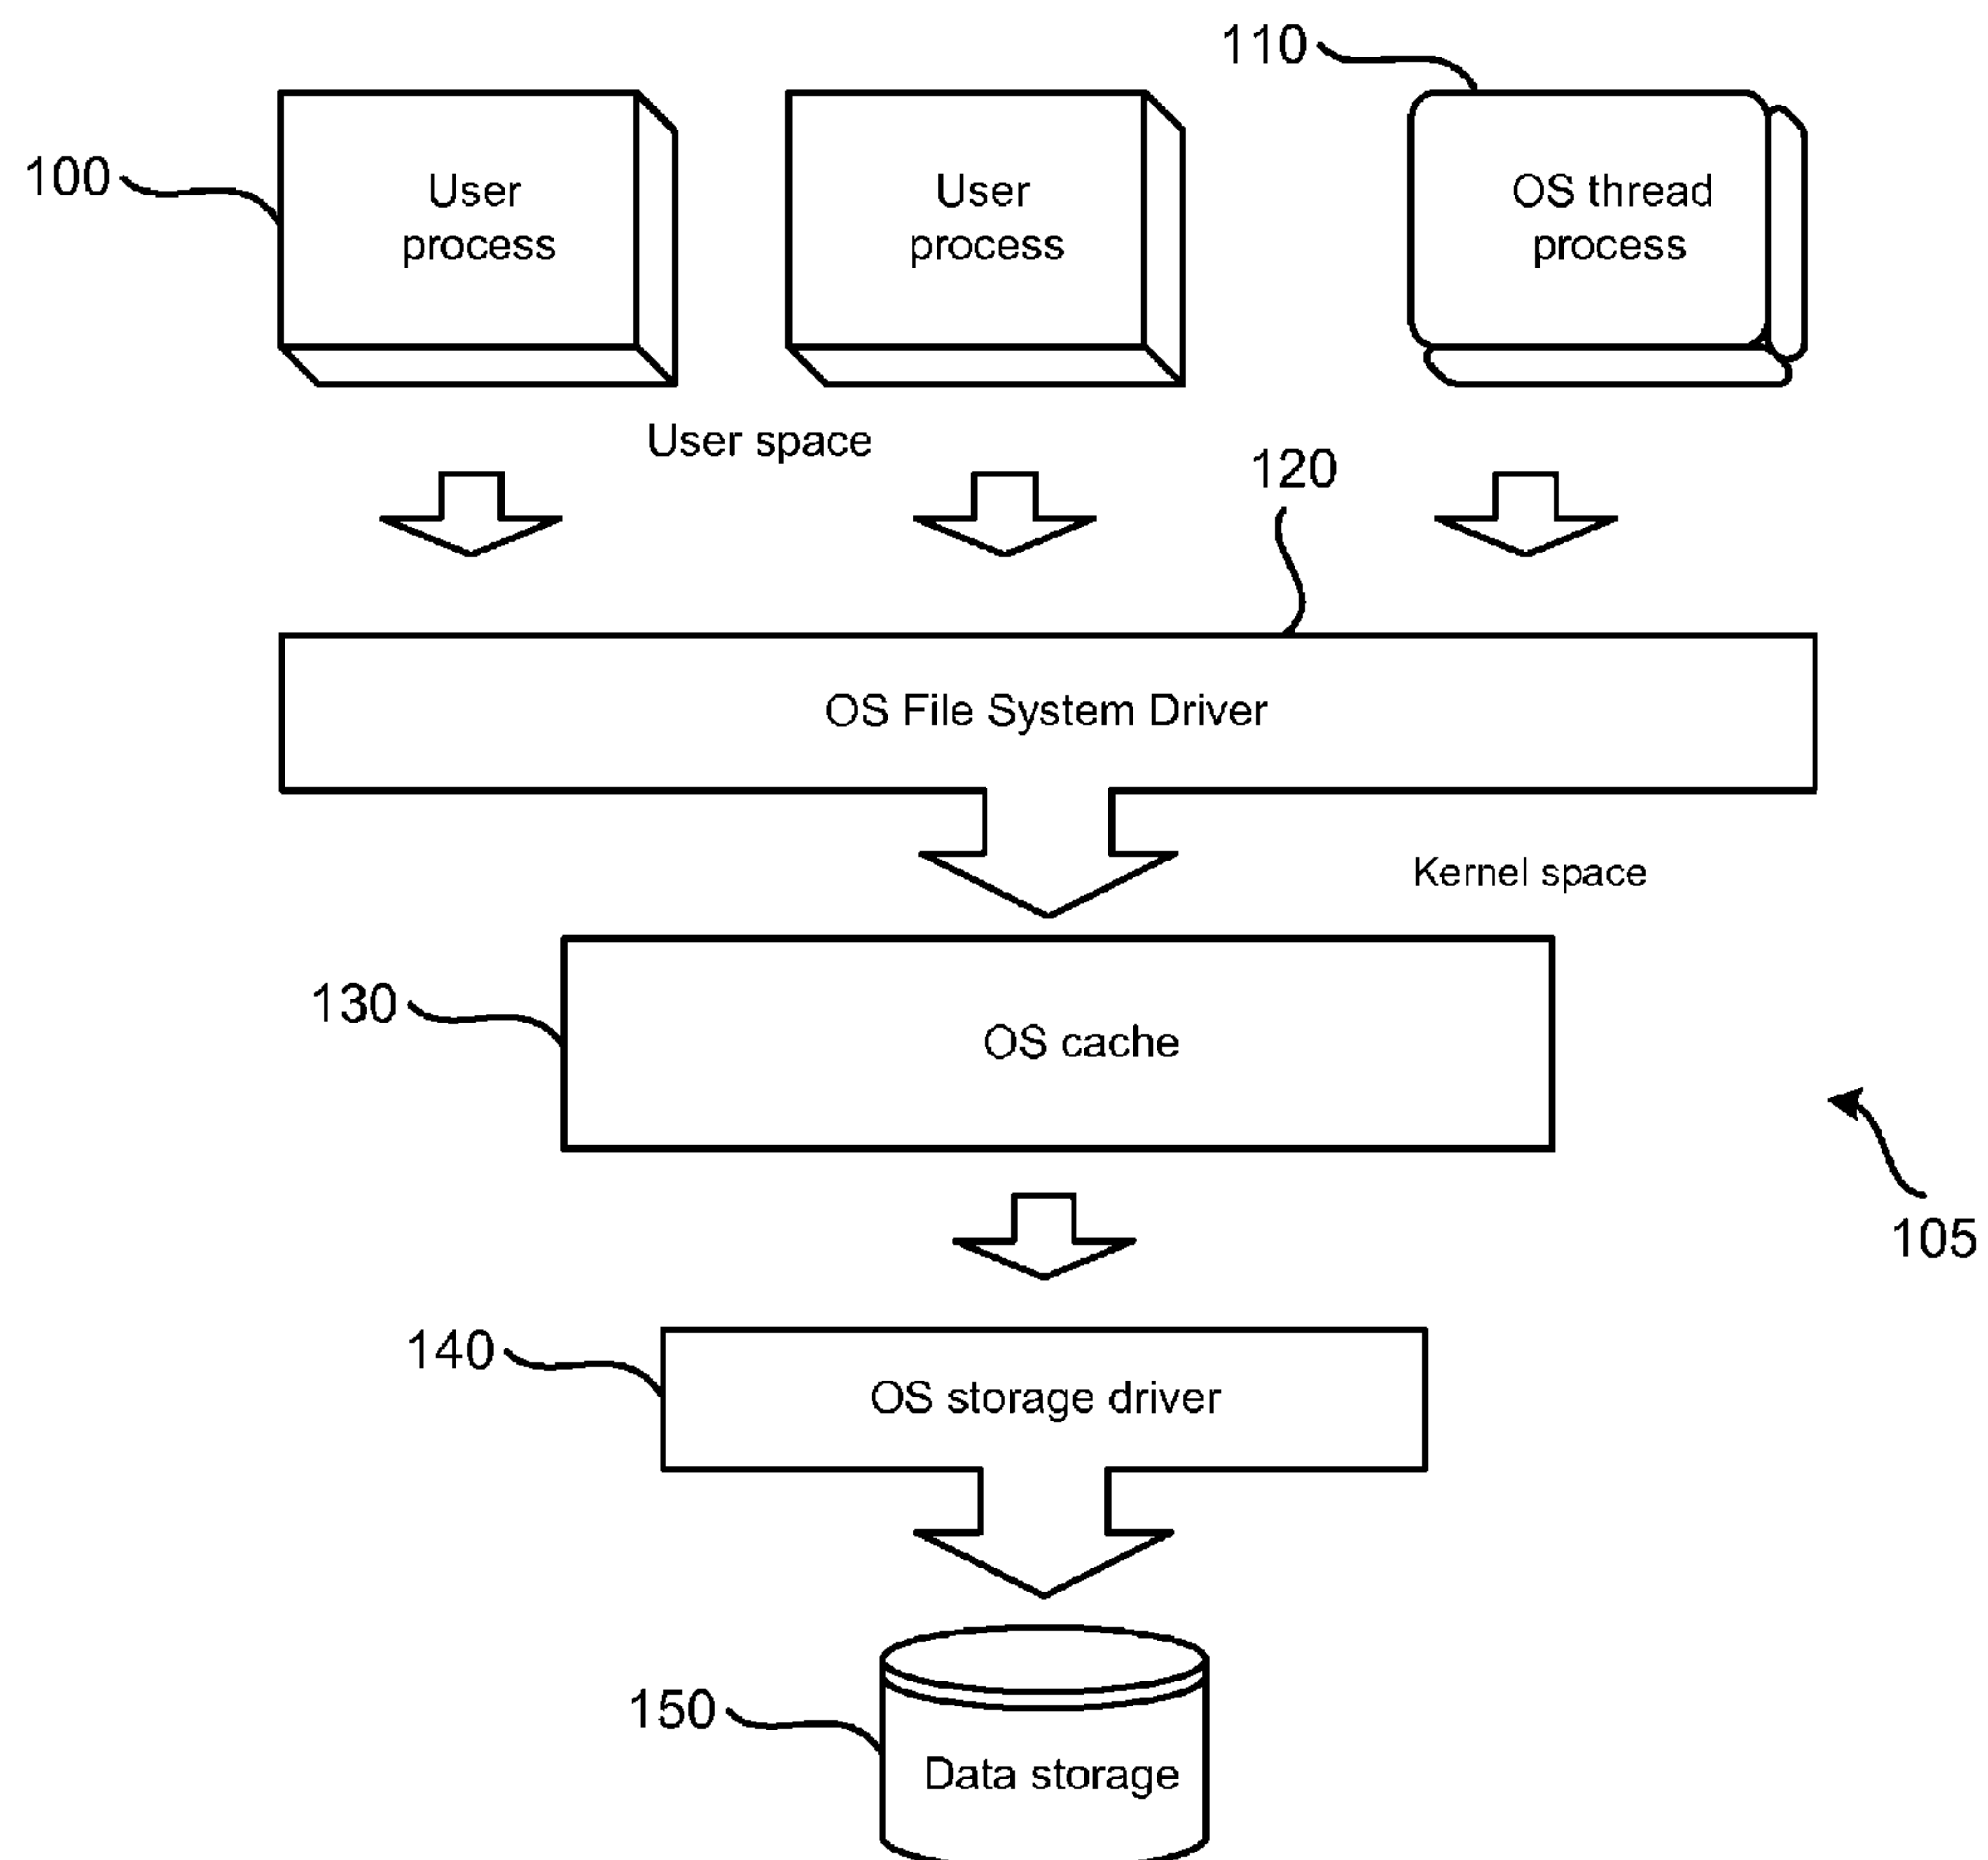 110
100
User
process
User
process
OS thread
process
User space
120
OS File System Driver
Kernel space
130
OS cache
105
140
OS storage driver
150
Data storage